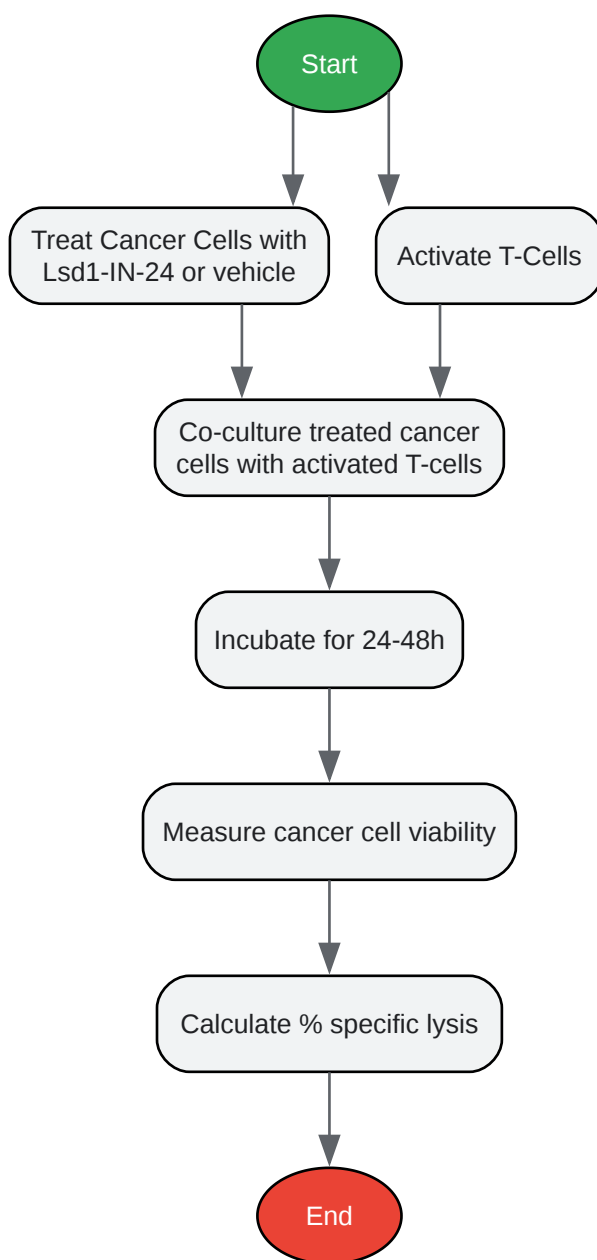 Start
Treat Cancer Cells with
Lsd1-IN-24 or vehicle
Activate T-Cells
Co-culture treated cancer
cells with activated T-cells
Incubate for 24-48h
Measure cancer cell viability
Calculate % specific lysis
End